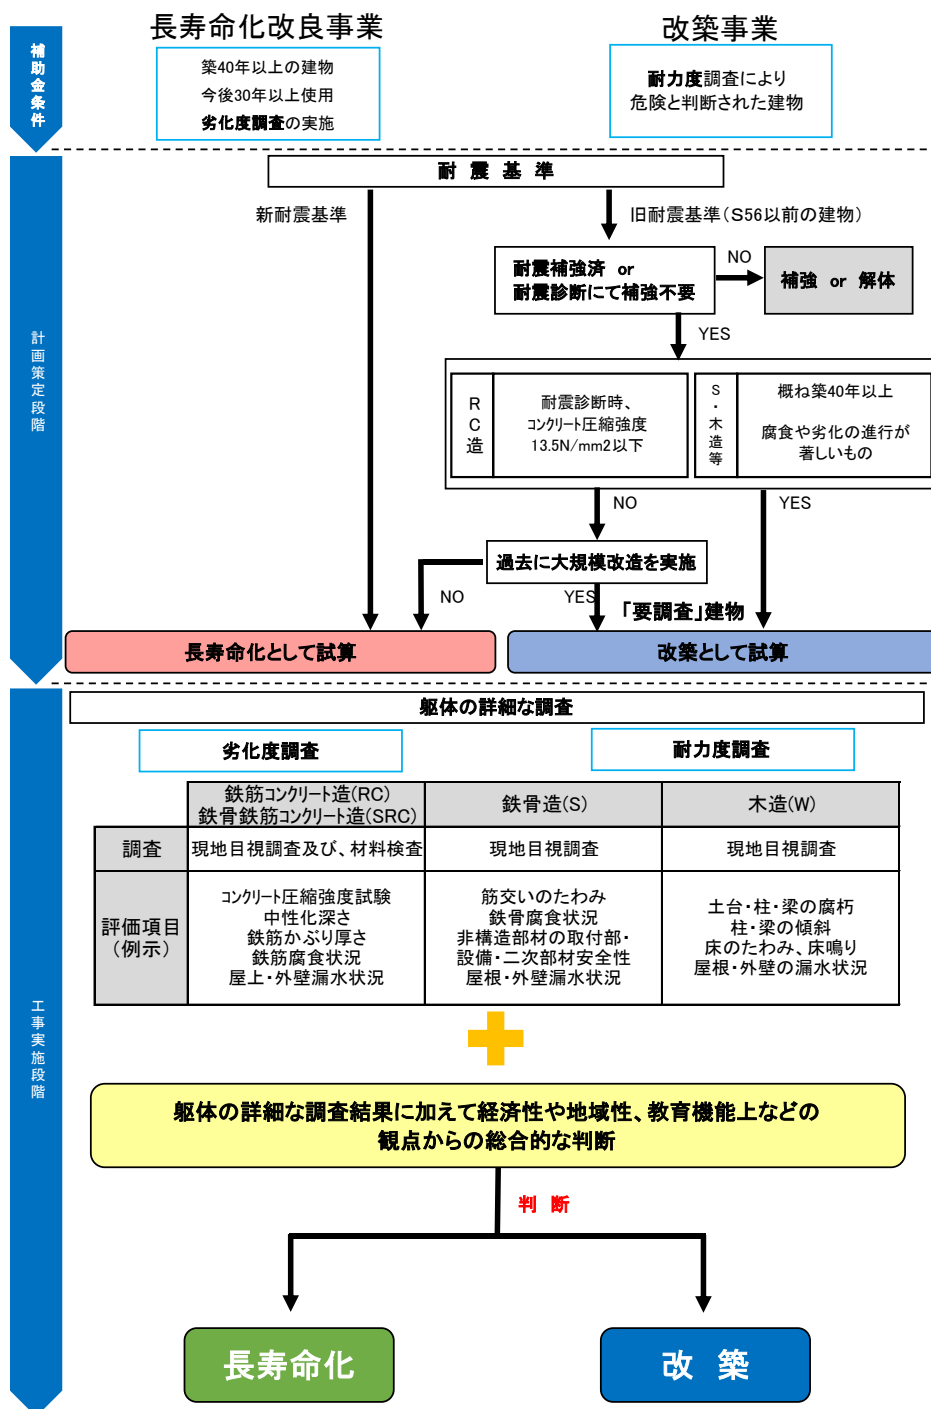 長寿命化改良事業
改築事業
補助金条件
築40年以上の建物
今後30年以上使用
劣化度調査の実施
耐力度調査により
危険と判断された建物
計画策定段階
耐 震 基 準
新耐震基準
旧耐震基準(S56以前の建物)
耐震補強済 or
耐震診断にて補強不要
NO
補強 or 解体
YES
RC造
耐震診断時、
コンクリート圧縮強度
13.5N/mm2以下
S・木造等
概ね築40年以上
腐食や劣化の進行が
著しいもの
NO
YES
過去に大規模改造を実施
NO
YES
「要調査」建物
長寿命化として試算
改築として試算
工事実施段階
躯体の詳細な調査
劣化度調査
耐力度調査
鉄筋コンクリート造(RC)
鉄骨鉄筋コンクリート造(SRC)
鉄骨造(S)
木造(W)
調査
現地目視調査及び、材料検査
現地目視調査
現地目視調査
評価項目
(例示)
コンクリート圧縮強度試験
中性化深さ
鉄筋かぶり厚さ
鉄筋腐食状況
屋上・外壁漏水状況
筋交いのたわみ
鉄骨腐食状況
非構造部材の取付部・
設備・二次部材安全性
屋根・外壁漏水状況
土台・柱・梁の腐朽
柱・梁の傾斜
床のたわみ、床鳴り
屋根・外壁の漏水状況
躯体の詳細な調査結果に加えて経済性や地域性、教育機能上などの
観点からの総合的な判断
判 断
長寿命化
改 築